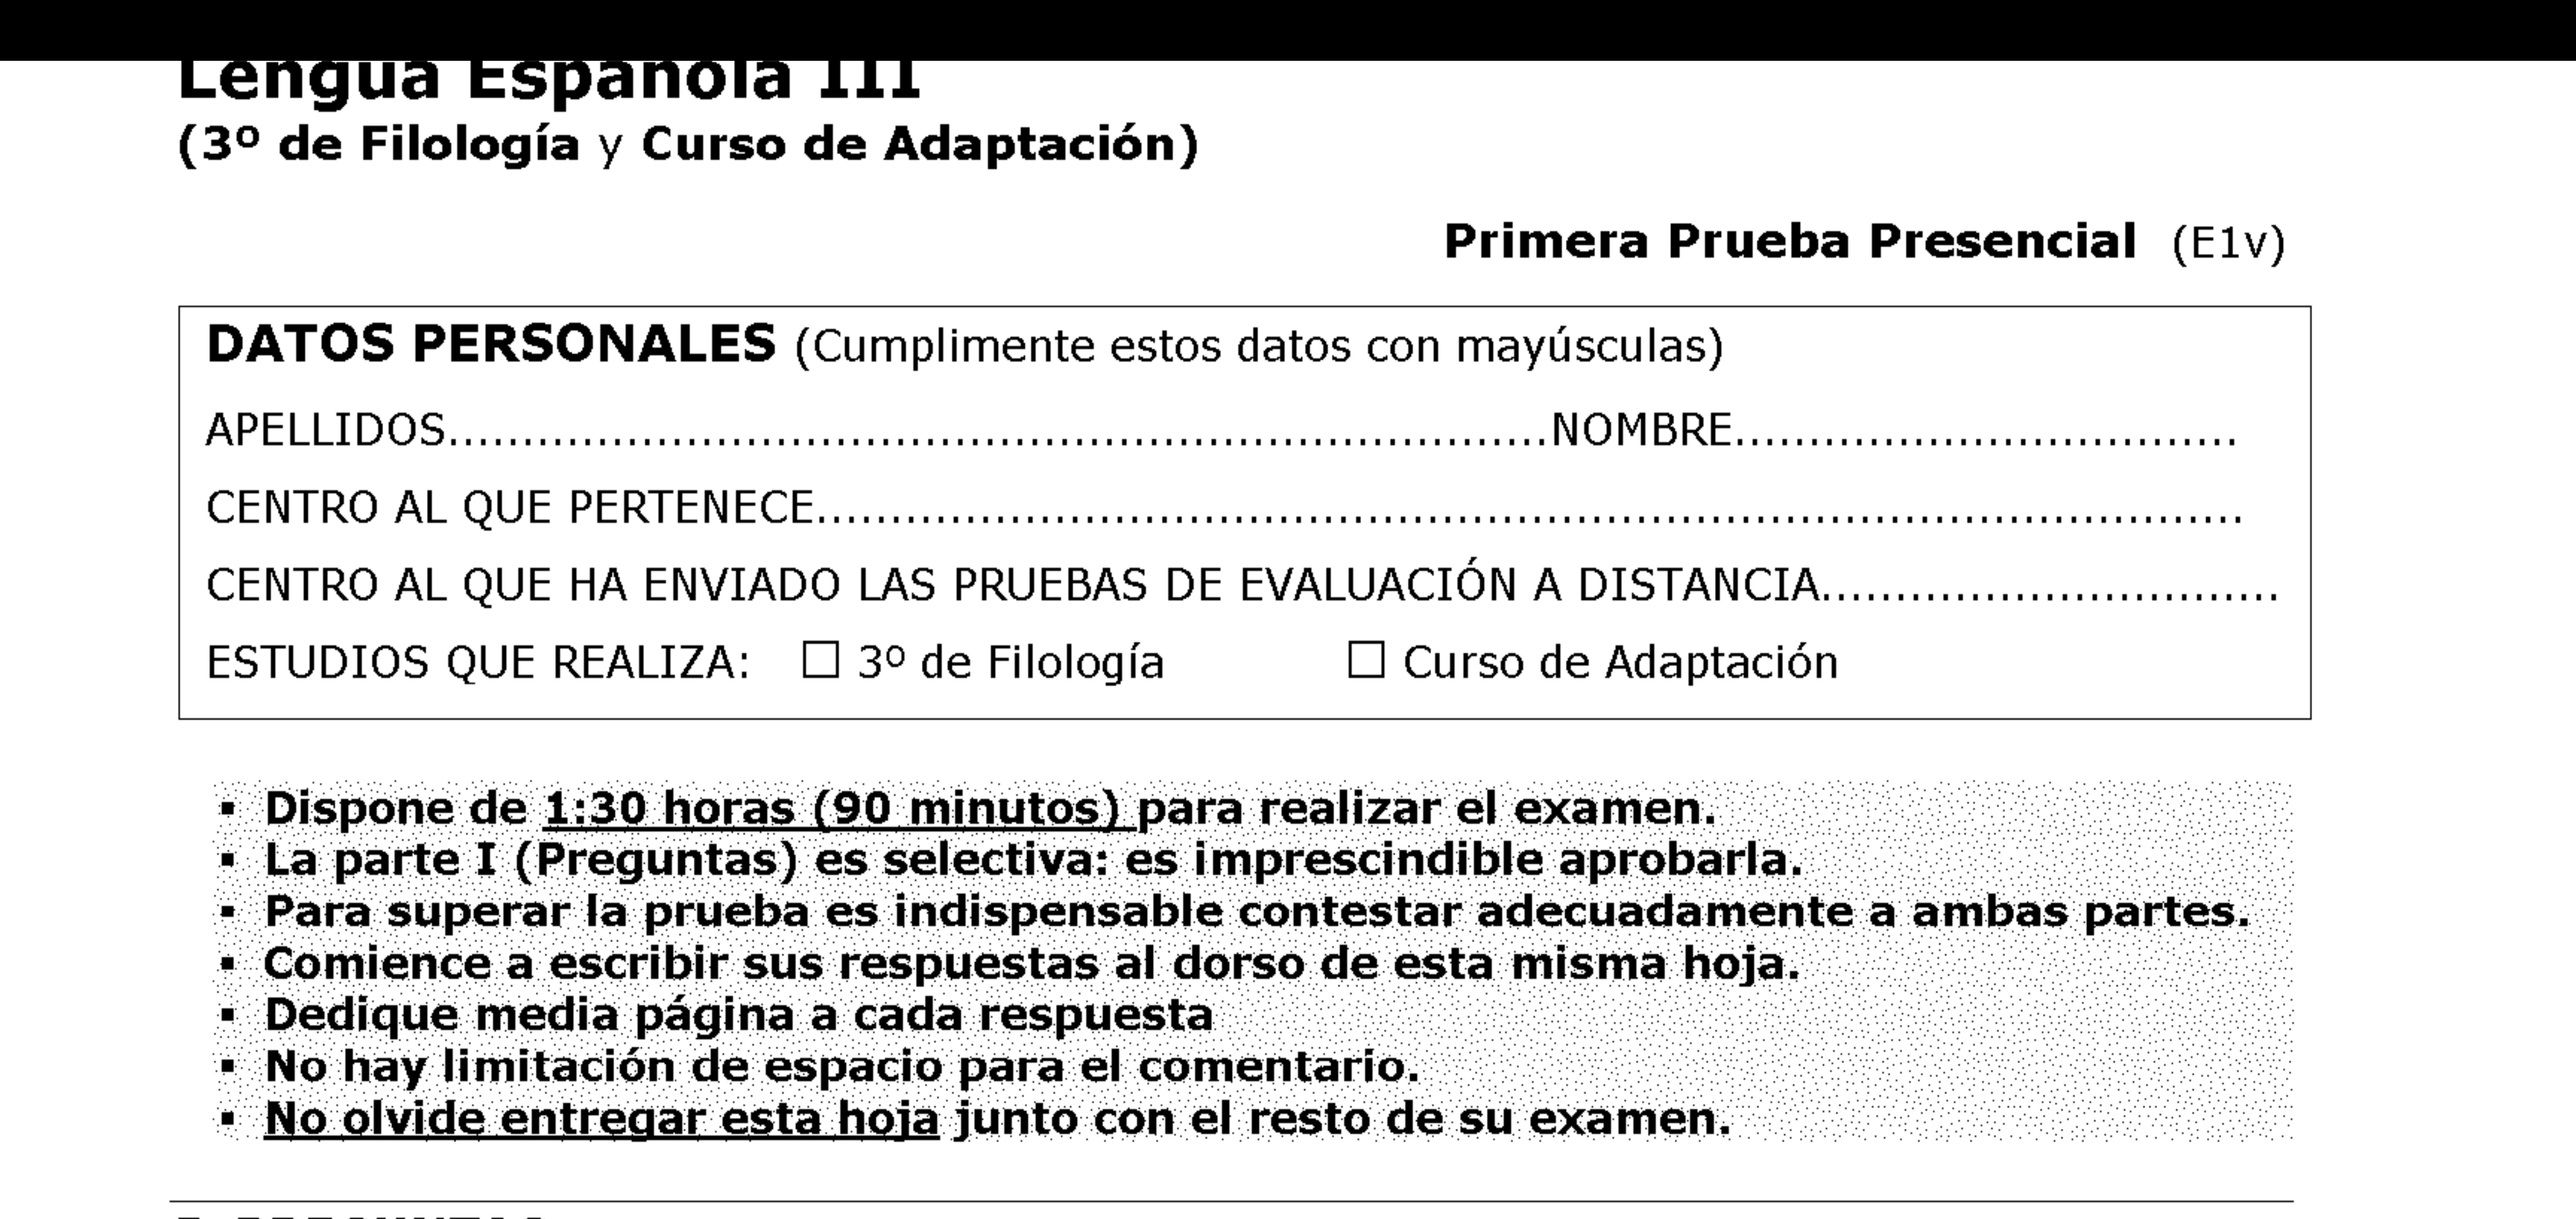 Lengua Española III
(3º de Filología y Curso de Adaptación)
Primera Prueba Presencial (E1v)
DATOS PERSONALES (Cumplimente estos datos con mayúsculas)
APELLIDOS..........................................................................NOMBRE..................................
CENTRO AL QUE PERTENECE................................................................................................
CENTRO AL QUE HA ENVIADO LAS PRUEBAS DE EVALUACIÓN A DISTANCIA...............................
ESTUDIOS QUE REALIZA: ☐ 3º de Filología ☐ Curso de Adaptación
▪ Dispone de 1:30 horas (90 minutos) para realizar el examen.
▪ La parte I (Preguntas) es selectiva: es imprescindible aprobarla.
▪ Para superar la prueba es indispensable contestar adecuadamente a ambas partes.
▪ Comience a escribir sus respuestas al dorso de esta misma hoja.
▪ Dedique media página a cada respuesta
▪ No hay limitación de espacio para el comentario.
▪ No olvide entregar esta hoja junto con el resto de su examen.